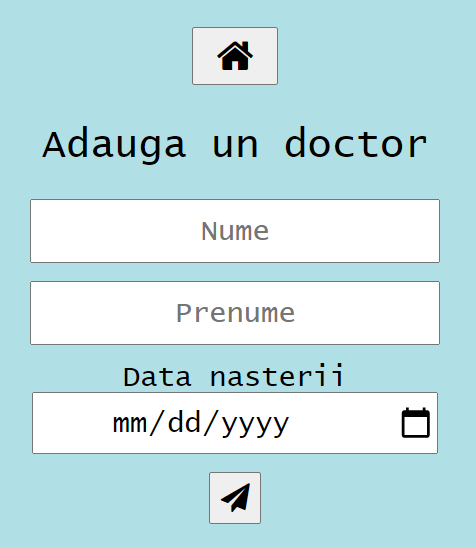 Adauga un doctor
Nume
Prenume
Data nasterii
mm/dd/yyyy